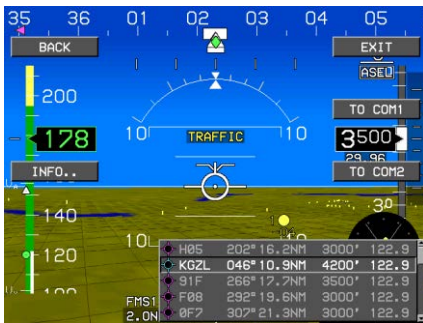 35 36 01 02 03 04 05
BACK
EXIT
ASEL
200
TO COM1
178
10 TRAFFIC 10
3500
29.96
INFO..
TO COM2
140
3
10
H05 202° 16.2NM 3000' 122.9
120
KGZL 046° 10.9NM 4200' 122.9
91F 266° 17.7NM 3500' 122.9
FMS1
F08 292° 19.6NM 3000' 122.9
2.0N
0F7 307° 21.3NM 3000' 122.9